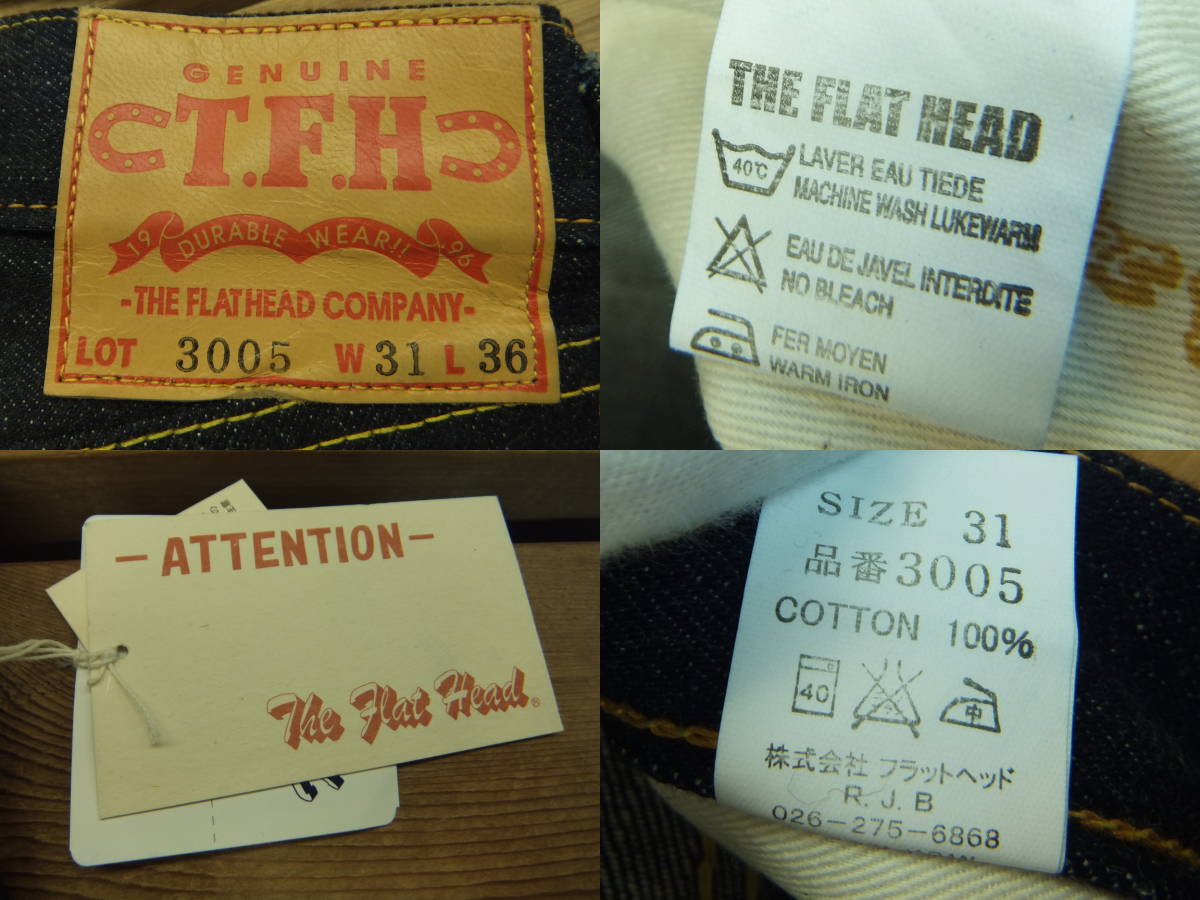 GENUINE
T.F.H
19 DURABLE WEAR!! 96
-THE FLATHEAD COMPANY-
LOT 3005 W 31 L 36
THE FLAT HEAD
40℃ LAVER EAU TIEDE
MACHINE WASH LUKEWARM
EAU DE JAVEL INTERDITE
NO BLEACH
FER MOYEN
WARM IRON
-ATTENTION-
The Flat Head®
SIZE 31
品番3005
COTTON 100%
40 中
株式会社 フラットヘッド
R.J.B
026-275-6868